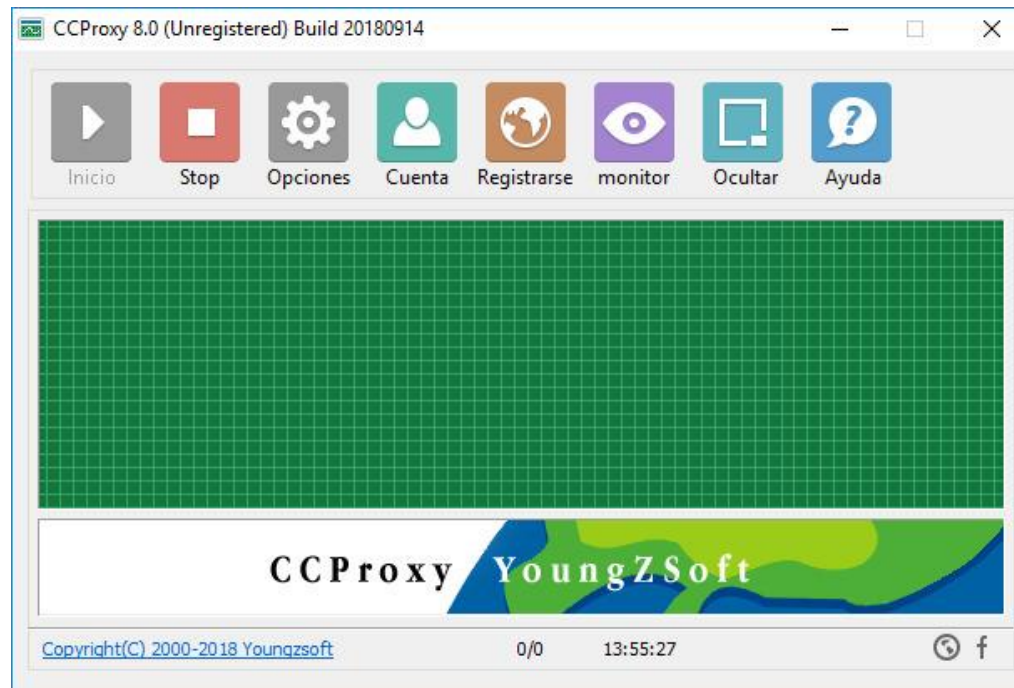 CCProxy 8.0 (Unregistered) Build 20180914
Inicio Stop Opciones Cuenta Registrarse monitor Ocultar Ayuda
CCProxy YoungZSoft
Copyright(C) 2000-2018 Youngzsoft 0/0 13:55:27